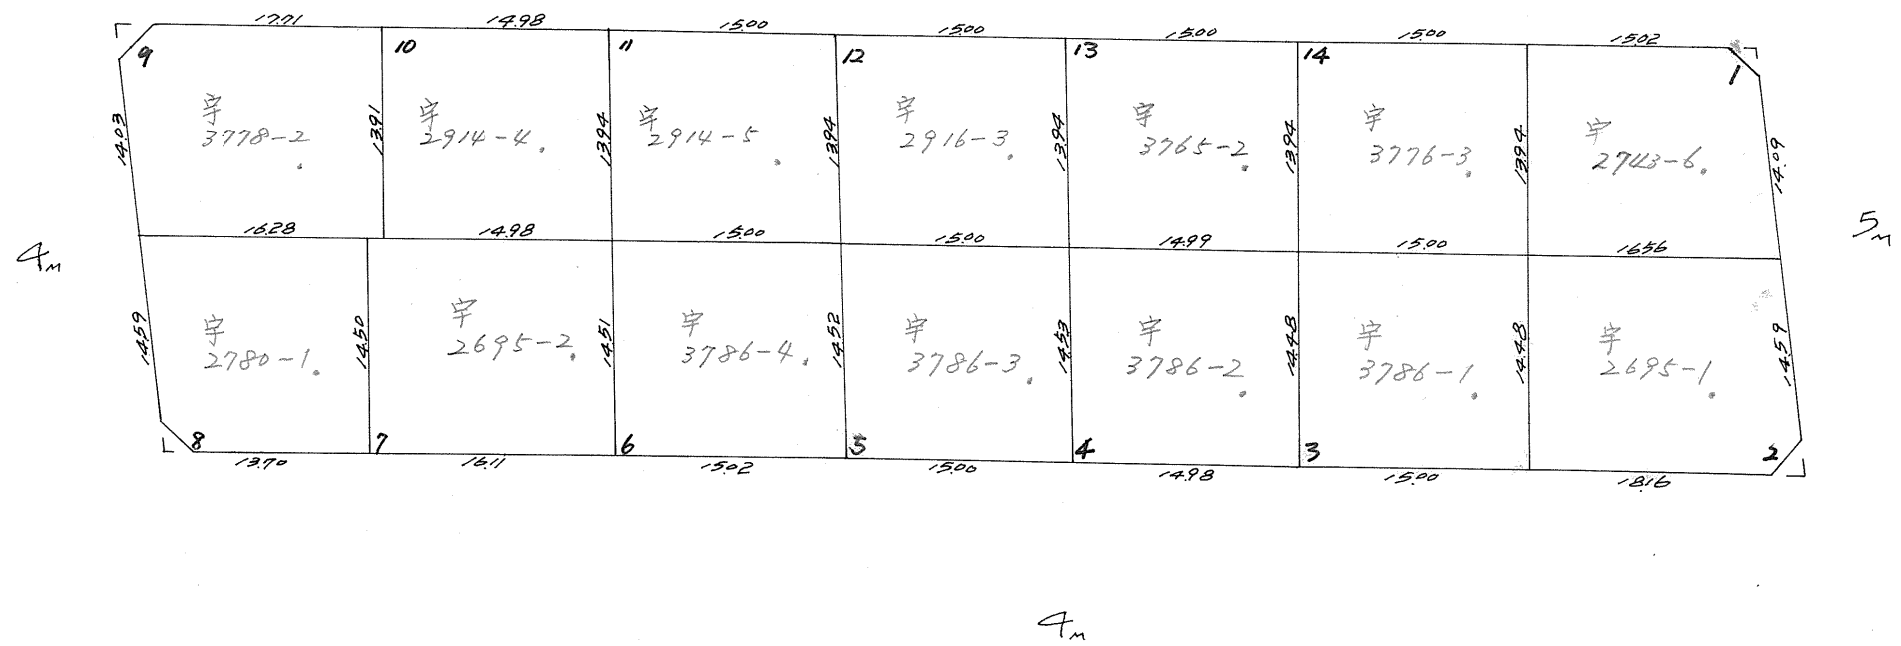 17.71 14.98 15.00 15.00 15.00 15.00 15.02
9 10 11 12 13 14 1
宇 宇 宇 宇 宇 宇 宇
3778-2 2914-4 2914-5 2916-3 3765-2 3776-3 2743-6
14.03 13.91 13.94 13.94 13.94 13.94 13.94 14.09
16.28 14.98 15.00 15.00 14.99 15.00 16.56
4m 5m
宇 宇 宇 宇 宇 宇 宇
2780-1 2695-2 3786-4 3786-3 3786-2 3786-1 2695-1
14.59 14.50 14.51 14.52 14.53 14.48 14.48 14.59
8 7 6 5 4 3 2
13.70 16.11 15.02 15.00 14.98 15.00 18.16
4m